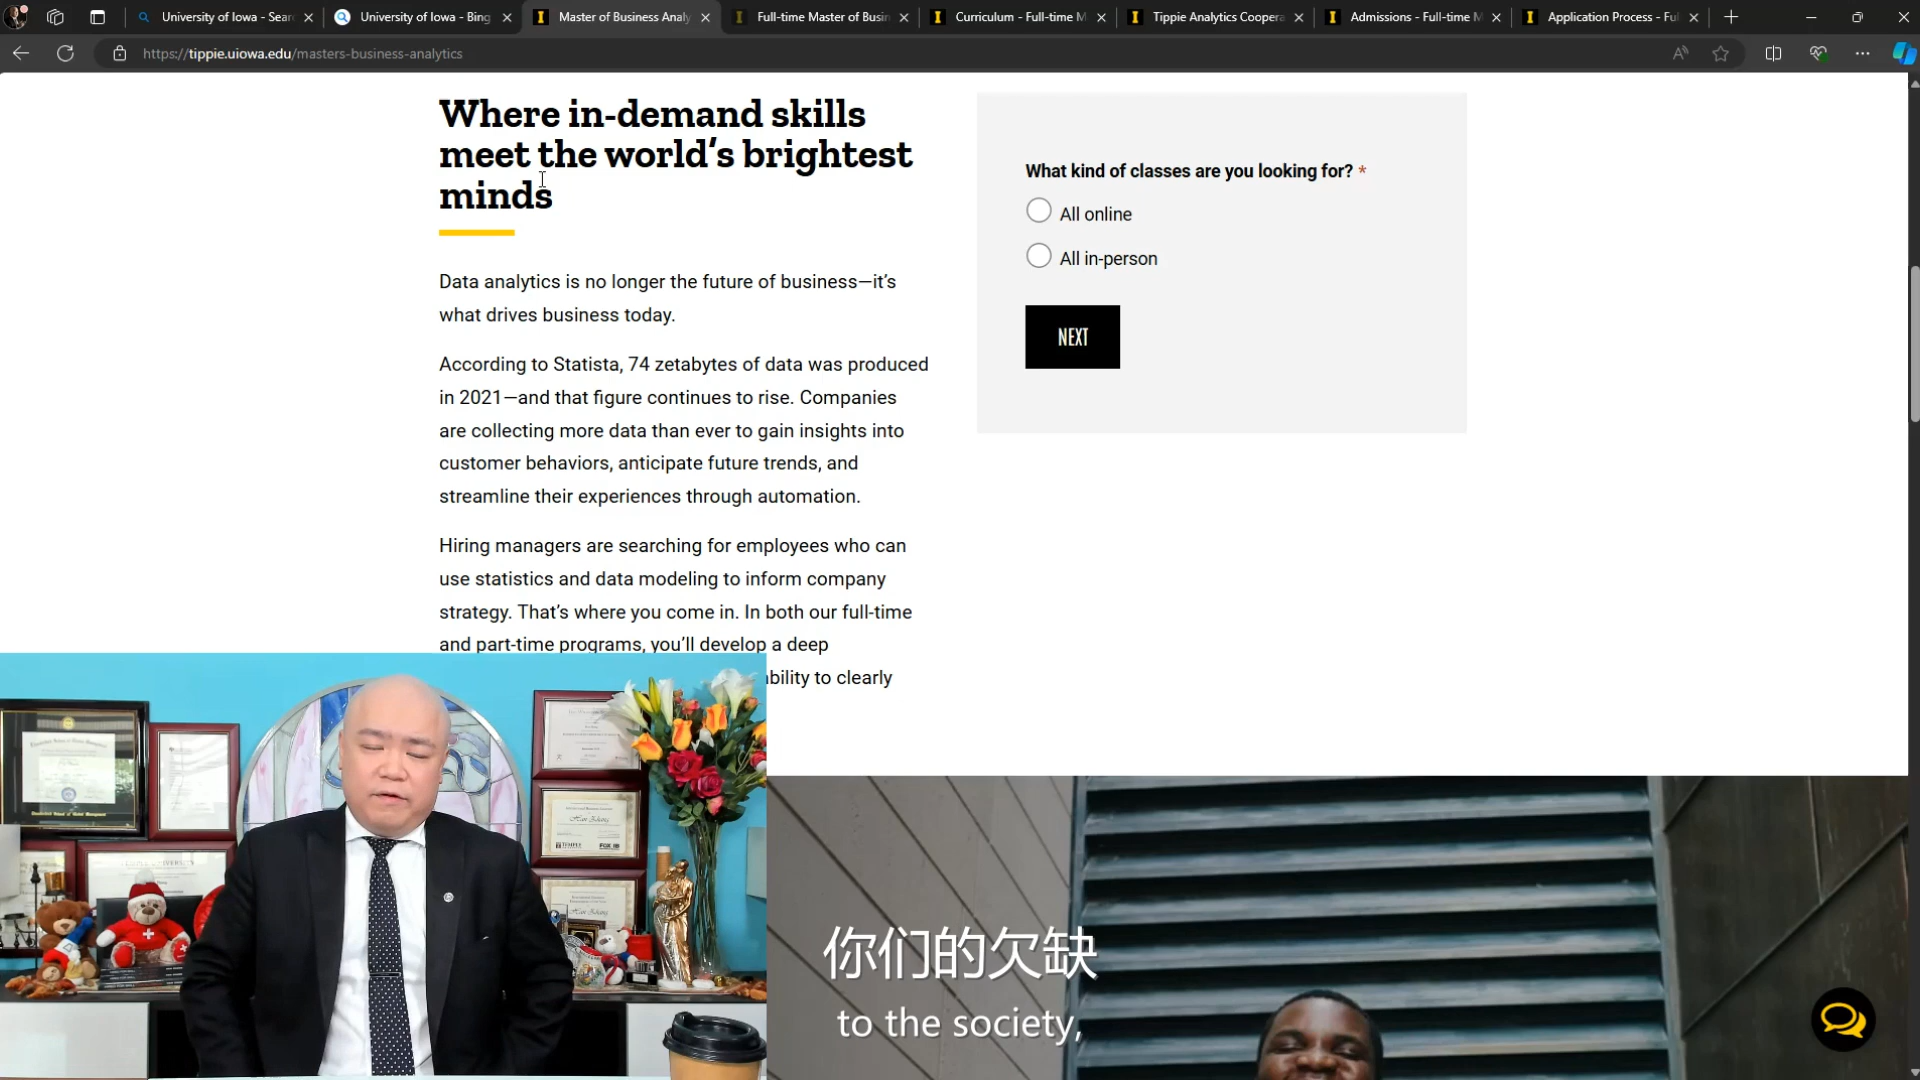 University of Iowa - Sear
University of Iowa - Bing
Master of Business Analy
Full-time Master of Busin
Curriculum - Full-time M
Tippie Analytics Coopera
Admissions - Full-time M
Application Process - Ful
https://tippie.uiowa.edu/masters-business-analytics
Where in-demand skills
meet the world’s brightest
minds
Data analytics is no longer the future of business—it’s
what drives business today.
According to Statista, 74 zetabytes of data was produced
in 2021—and that figure continues to rise. Companies
are collecting more data than ever to gain insights into
customer behaviors, anticipate future trends, and
streamline their experiences through automation.
Hiring managers are searching for employees who can
use statistics and data modeling to inform company
strategy. That’s where you come in. In both our full-time
and part-time programs, you’ll develop a deep
bility to clearly
What kind of classes are you looking for? *
All online
All in-person
NEXT
你们的欠缺
to the society,